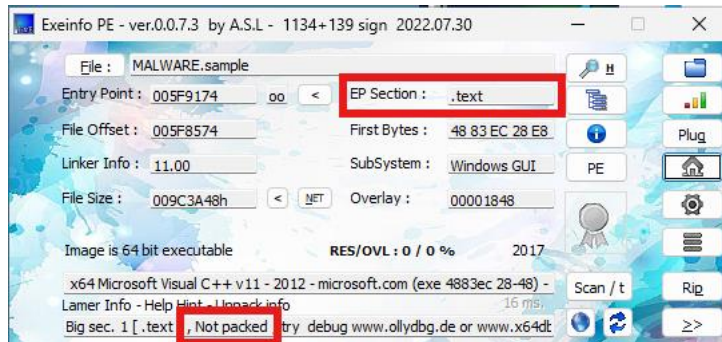 Exeinfo PE - ver.0.0.7.3 by A.S.L - 1134+139 sign 2022.07.30
File : MALWARE.sample H
Entry Point : 005F9174 oo < EP Section : .text
File Offset : 005F8574 First Bytes : 48 83 EC 28 E8 Plug
Linker Info : 11.00 SubSystem : Windows GUI PE
File Size : 009C3A48h < NET Overlay : 00001848
Image is 64 bit executable RES/OVL : 0 / 0 % 2017
x64 Microsoft Visual C++ v11 - 2012 - microsoft.com (exe 4883ec 28-48) - Scan / t Rip
Lamer Info - Help Hint - Unpack info 16 ms.
Big sec. 1 [ .text , Not packed try debug www.ollydbg.de or www.x64db >>